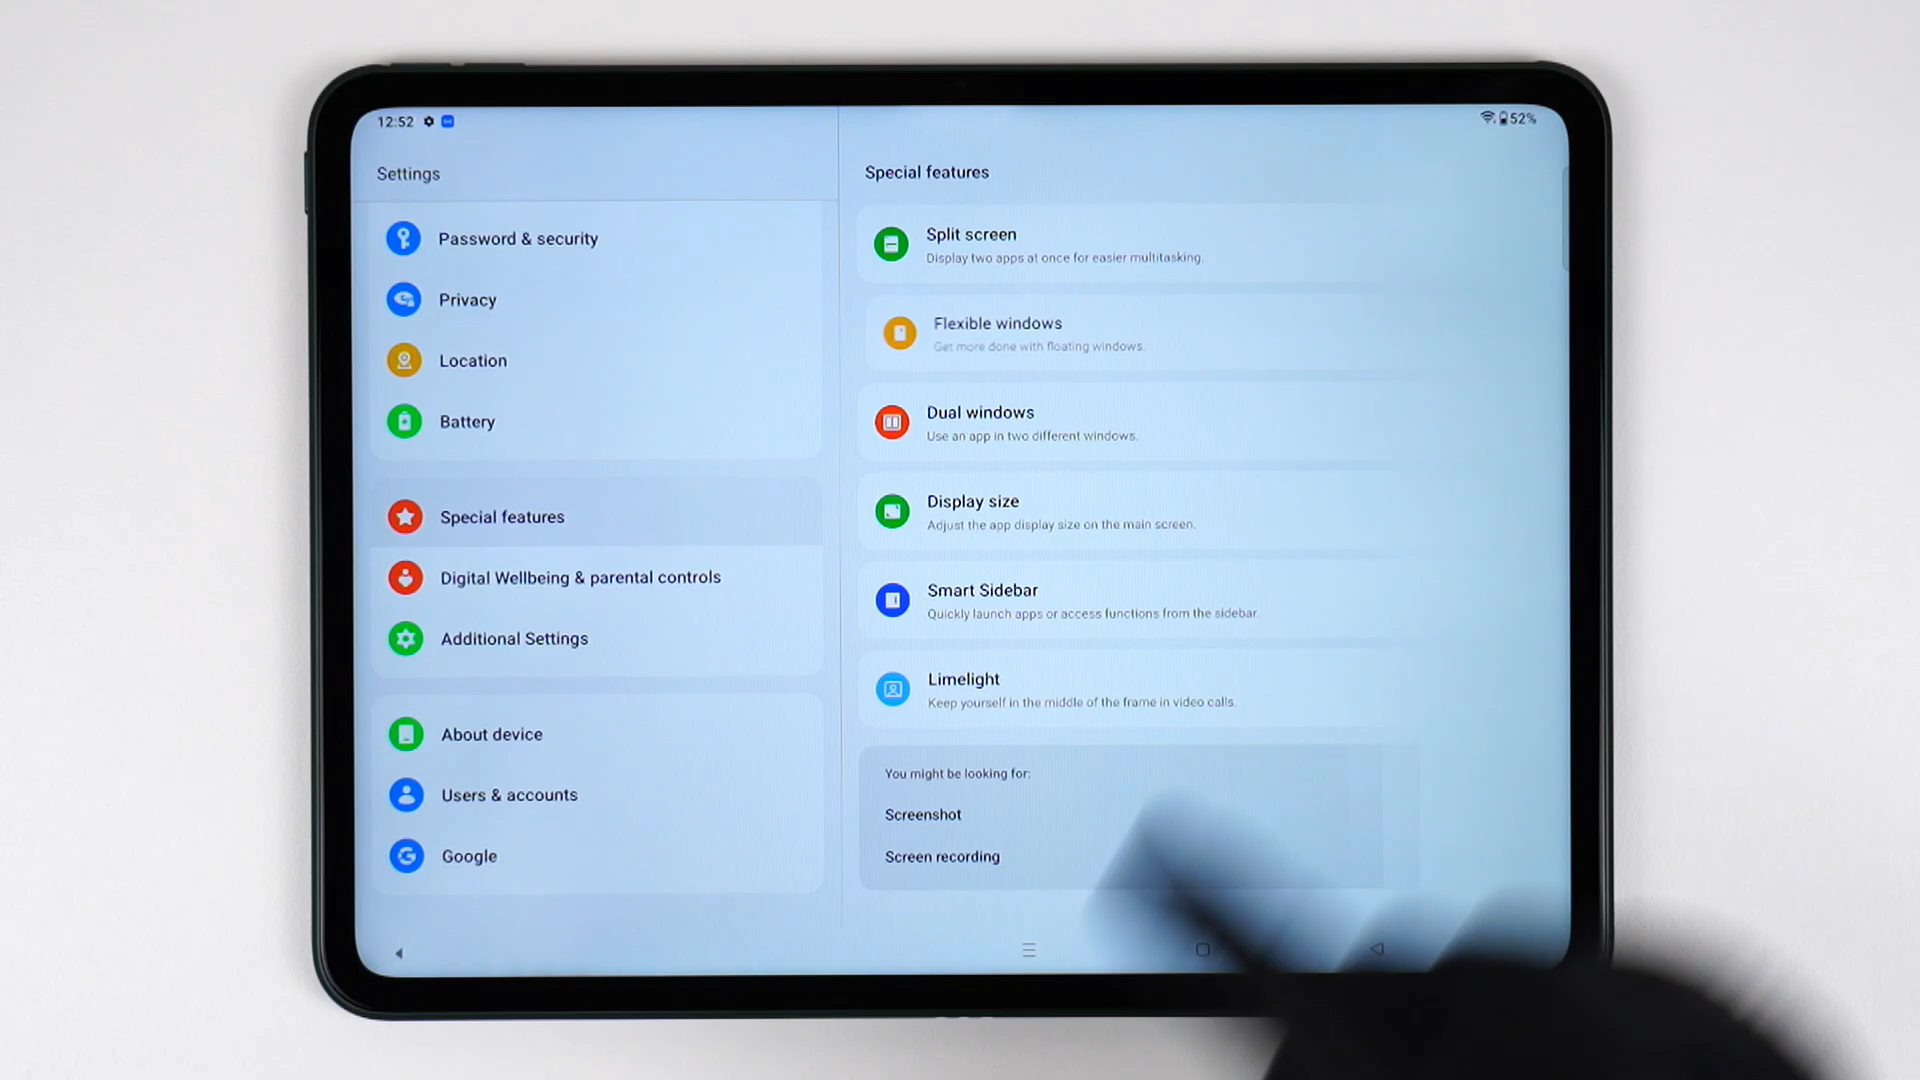 12:52
52%
Settings
Password & security
Privacy
Location
Battery
Special features
Digital Wellbeing & parental controls
Additional Settings
About device
Users & accounts
Google
Special features
Split screen
Display two apps at once for easier multitasking.
Flexible windows
Get more done with floating windows.
Dual windows
Use an app in two different windows.
Display size
Adjust the app display size on the main screen.
Smart Sidebar
Quickly launch apps or access functions from the sidebar.
Limelight
Keep yourself in the middle of the frame in video calls.
You might be looking for:
Screenshot
Screen recording